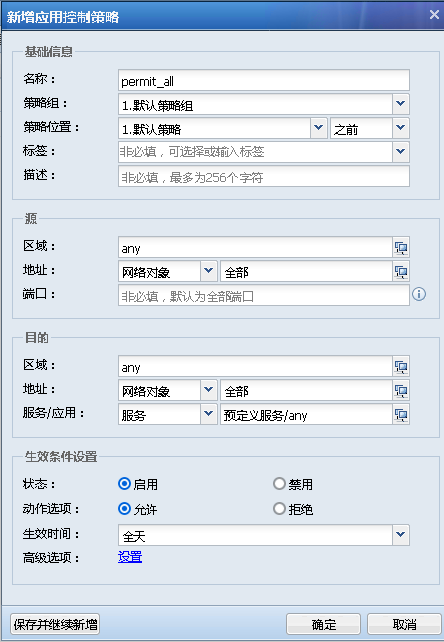 新增应用控制策略
基础信息
名称： permit_all
策略组： 1.默认策略组
策略位置： 1.默认策略 之前
标签： 非必填，可选择或输入标签
描述： 非必填，最多为256个字符
源
区域： any
地址： 网络对象 全部
端口： 非必填，默认为全部端口
目的
区域： any
地址： 网络对象 全部
服务/应用： 服务 预定义服务/any
生效条件设置
状态： 启用 禁用
动作选项： 允许 拒绝
生效时间： 全天
高级选项： 设置
保存并继续新增 确定 取消